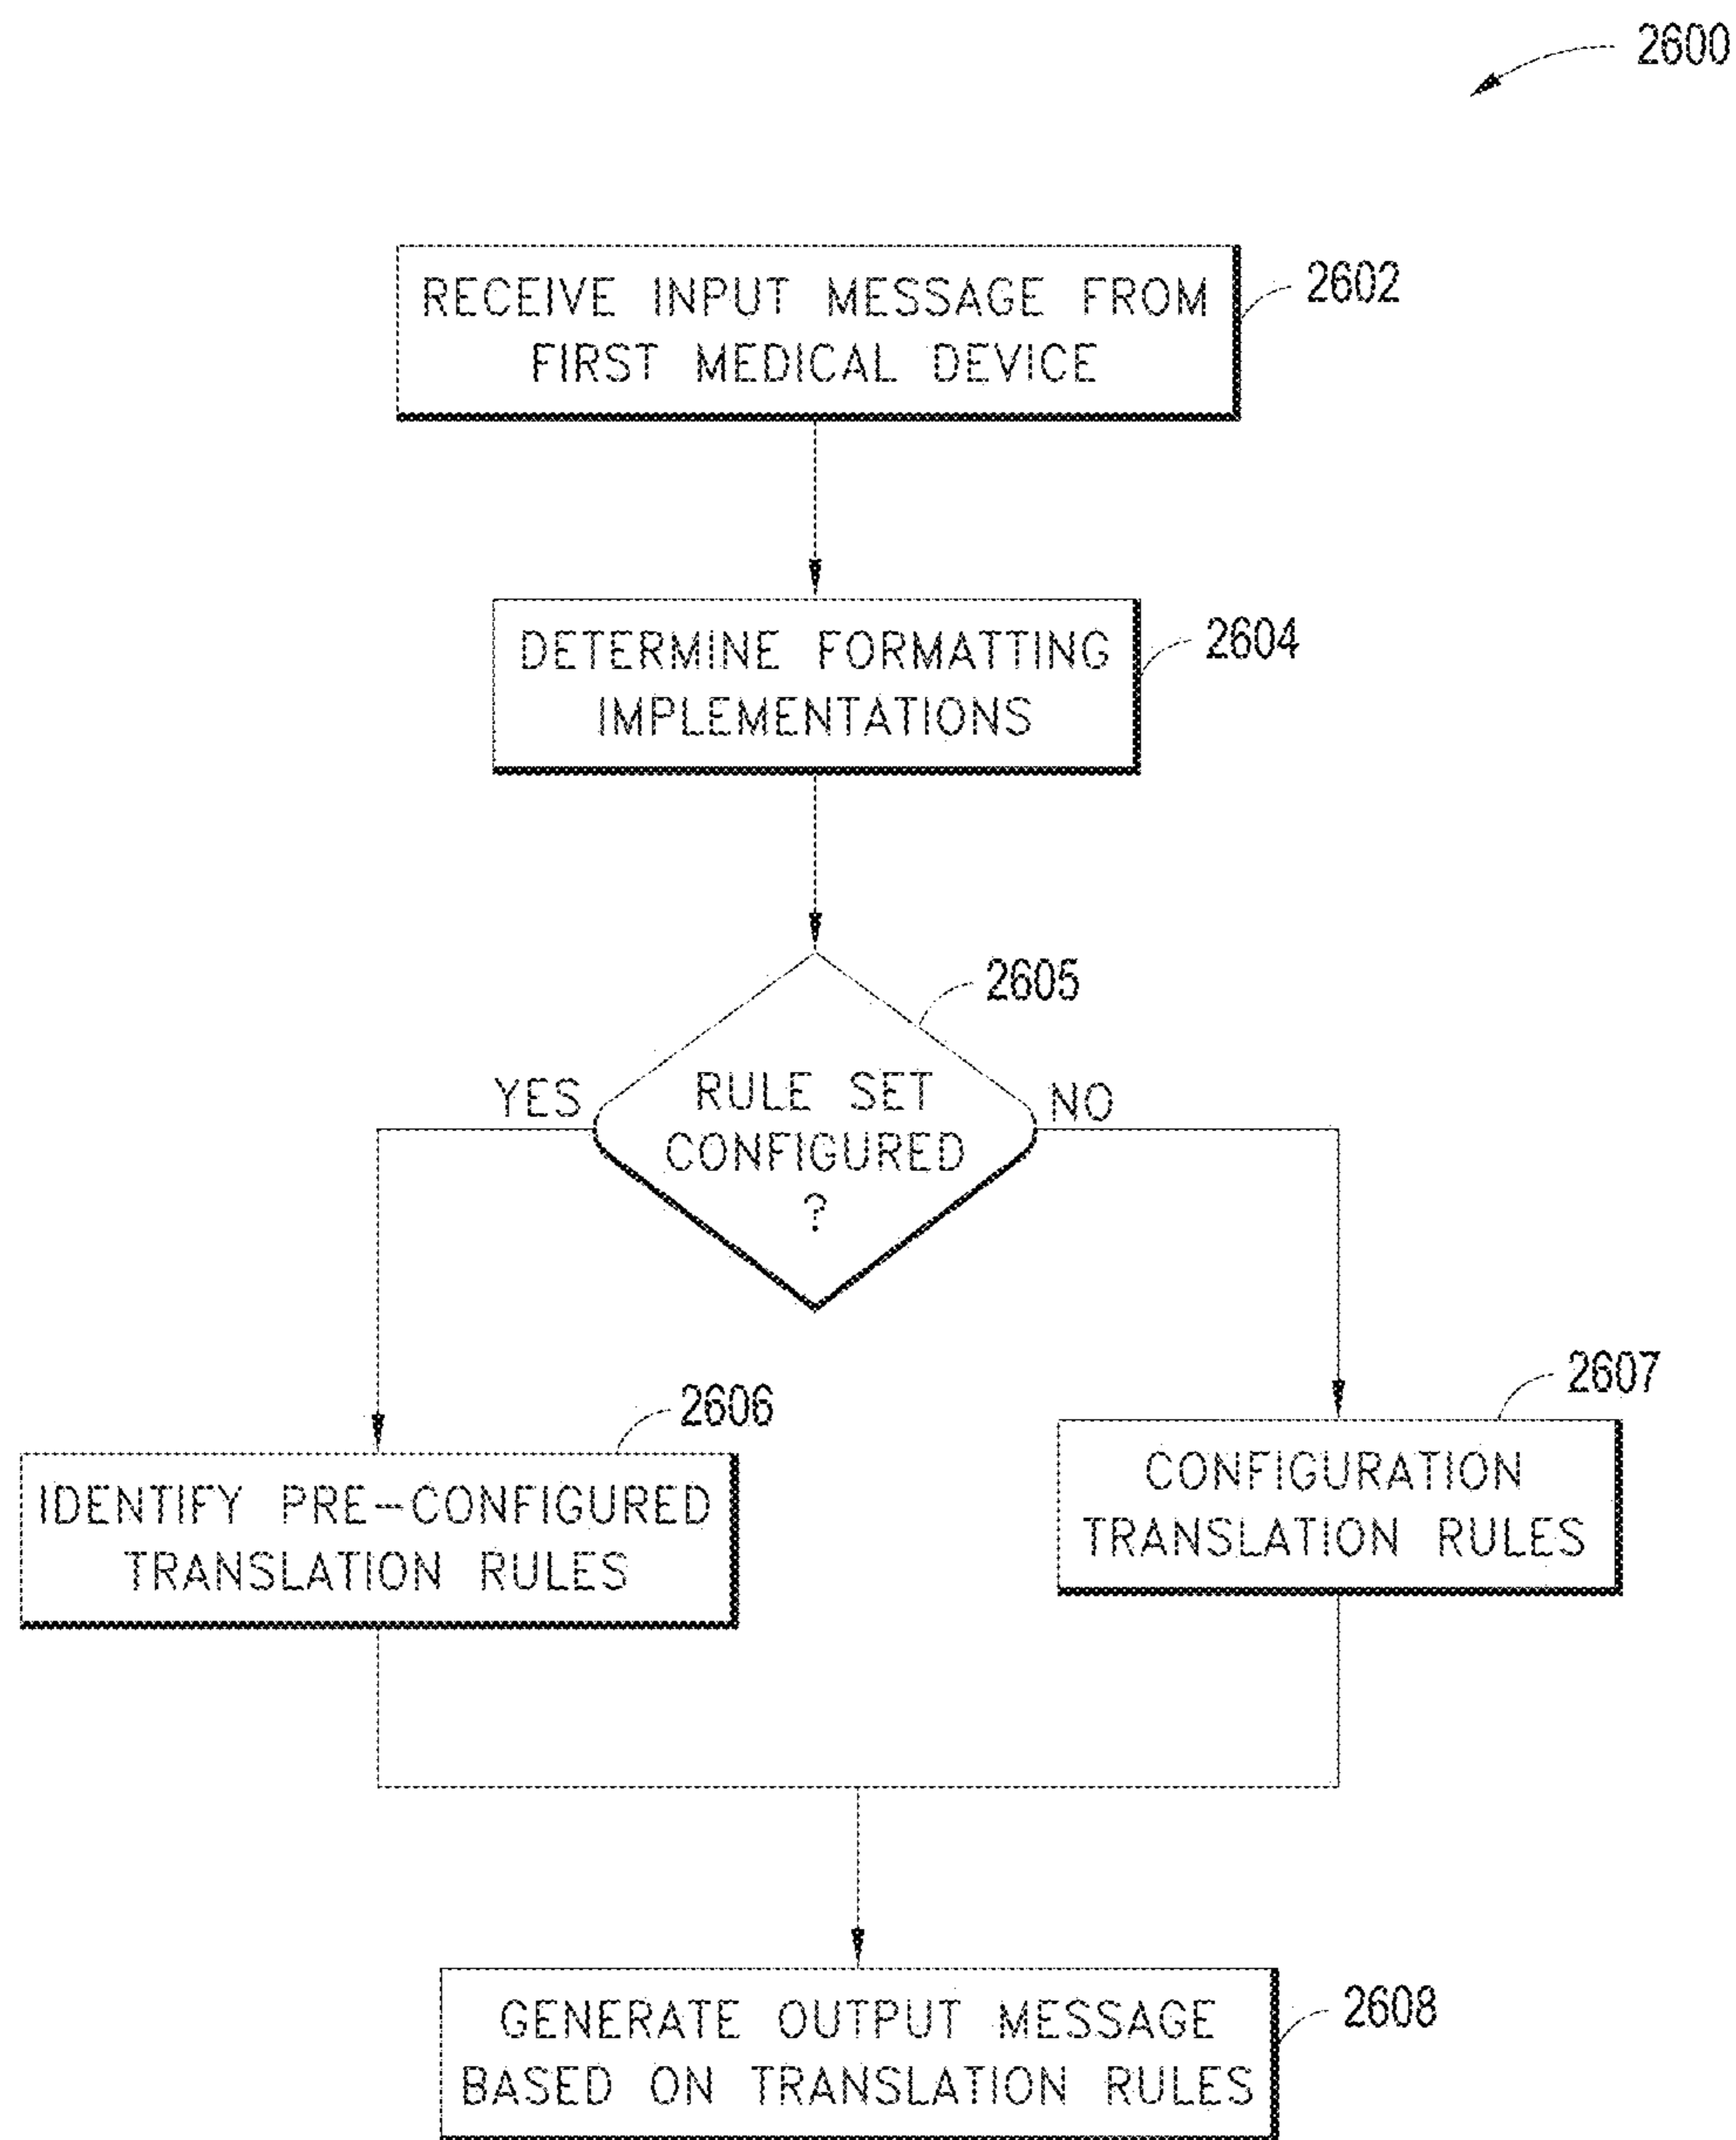 2600
RECEIVE INPUT MESSAGE FROM
FIRST MEDICAL DEVICE
2602
DETERMINE FORMATTING
IMPLEMENTATIONS
2604
2605
RULE SET
CONFIGURED
?
YES
NO
2606
IDENTIFY PRE-CONFIGURED
TRANSLATION RULES
2607
CONFIGURATION
TRANSLATION RULES
GENERATE OUTPUT MESSAGE
BASED ON TRANSLATION RULES
2608